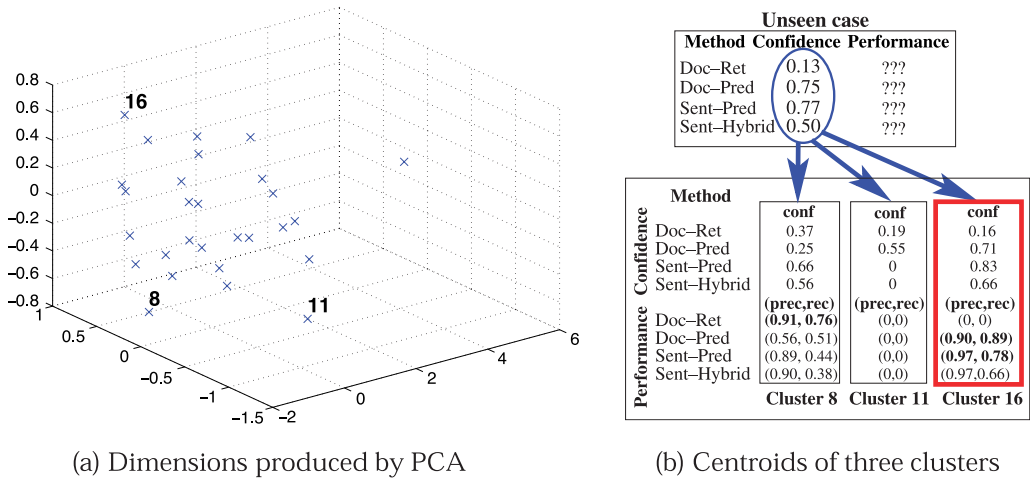 0.8
0.6
0.4
0.2
0
−0.2
−0.4
−0.6
−0.8
16
8
11
1
0.5
0
−0.5
−1
−1.5
−2
0
2
4
6
(a) Dimensions produced by PCA
Unseen case
Method Confidence Performance
Doc–Ret 0.13 ???
Doc–Pred 0.75 ???
Sent–Pred 0.77 ???
Sent–Hybrid 0.50 ???
Method
Confidence
conf conf conf
Doc–Ret 0.37 0.19 0.16
Doc–Pred 0.25 0.55 0.71
Sent–Pred 0.66 0 0.83
Sent–Hybrid 0.56 0 0.66
Performance
(prec,rec) (prec,rec) (prec,rec)
Doc–Ret (0.91, 0.76) (0,0) (0, 0)
Doc–Pred (0.56, 0.51) (0,0) (0.90, 0.89)
Sent–Pred (0.89, 0.44) (0,0) (0.97, 0.78)
Sent–Hybrid (0.90, 0.38) (0,0) (0.97,0.66)
Cluster 8 Cluster 11 Cluster 16
(b) Centroids of three clusters